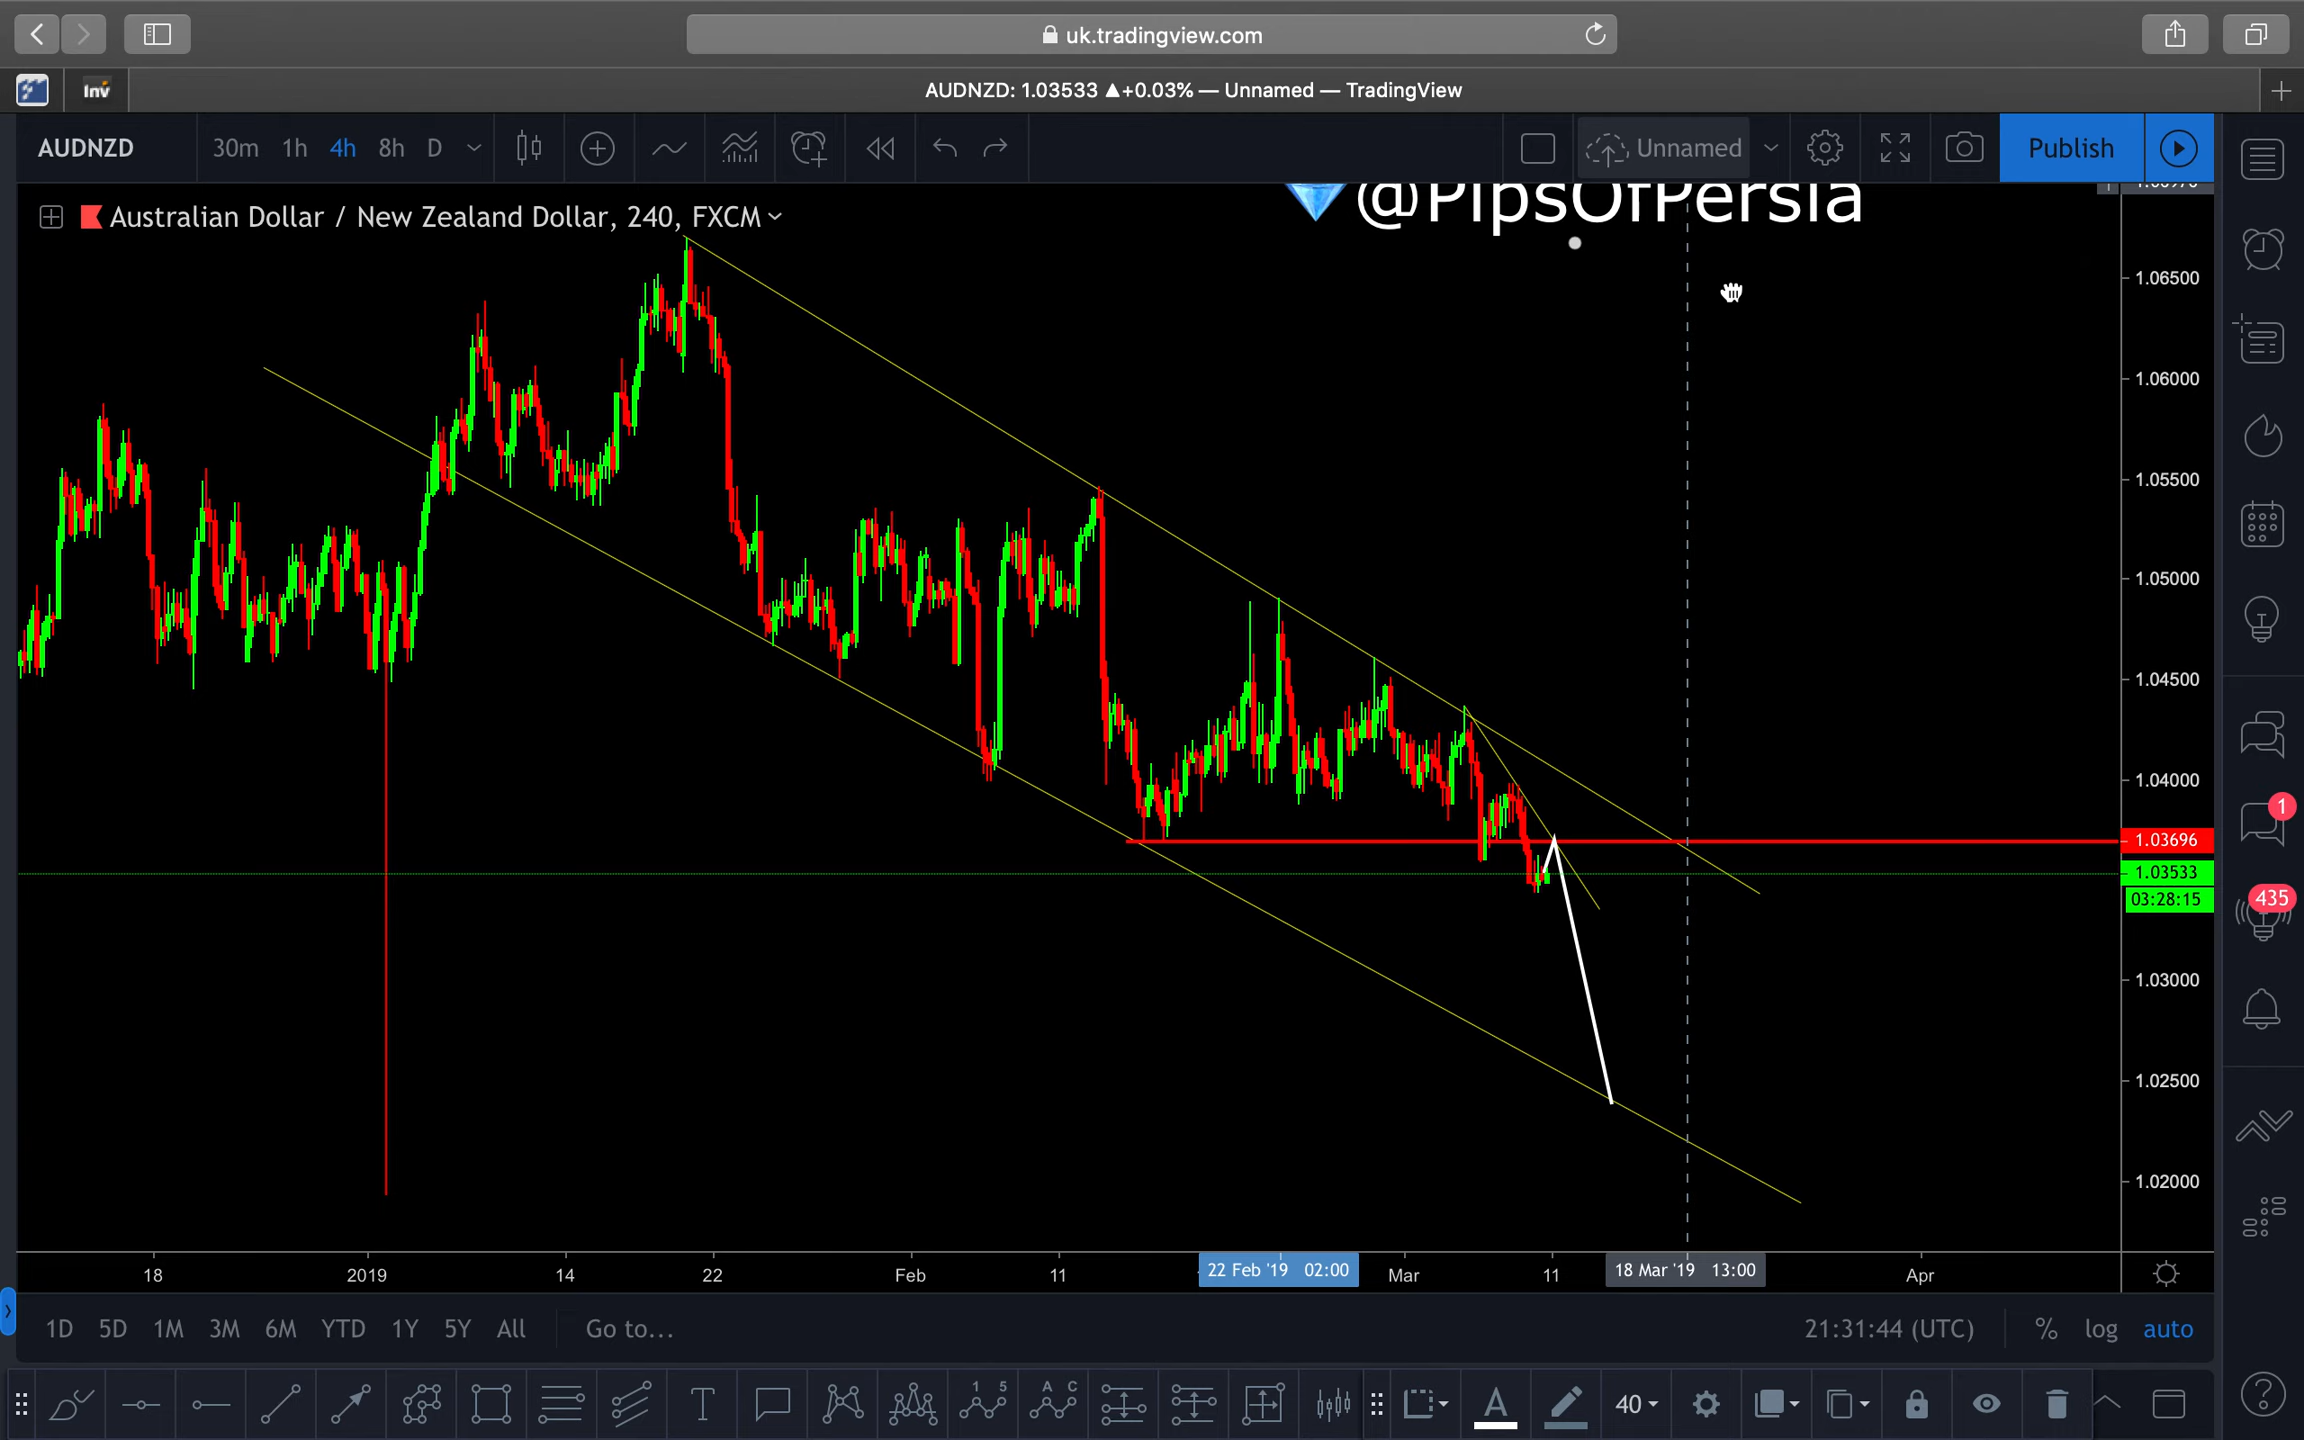 uk.tradingview.com
Inv
AUDNZD: 1.03533 ▲+0.03% — Unnamed — TradingView
AUDNZD 30m 1h 4h 8h D Unnamed Publish
@PipsOfPersia
Australian Dollar / New Zealand Dollar, 240, FXCM
1.06500
1.06000
1.05500
1.05000
1.04500
1.04000
1.03696
1.03533
03:28:15
1.03000
1.02500
1.02000
1
435
18 2019 14 22 Feb 11 22 Feb '19 02:00 Mar 11 18 Mar '19 13:00 Apr
1D 5D 1M 3M 6M YTD 1Y 5Y All Go to... 21:31:44 (UTC) % log auto
T 1 5 A C A 40